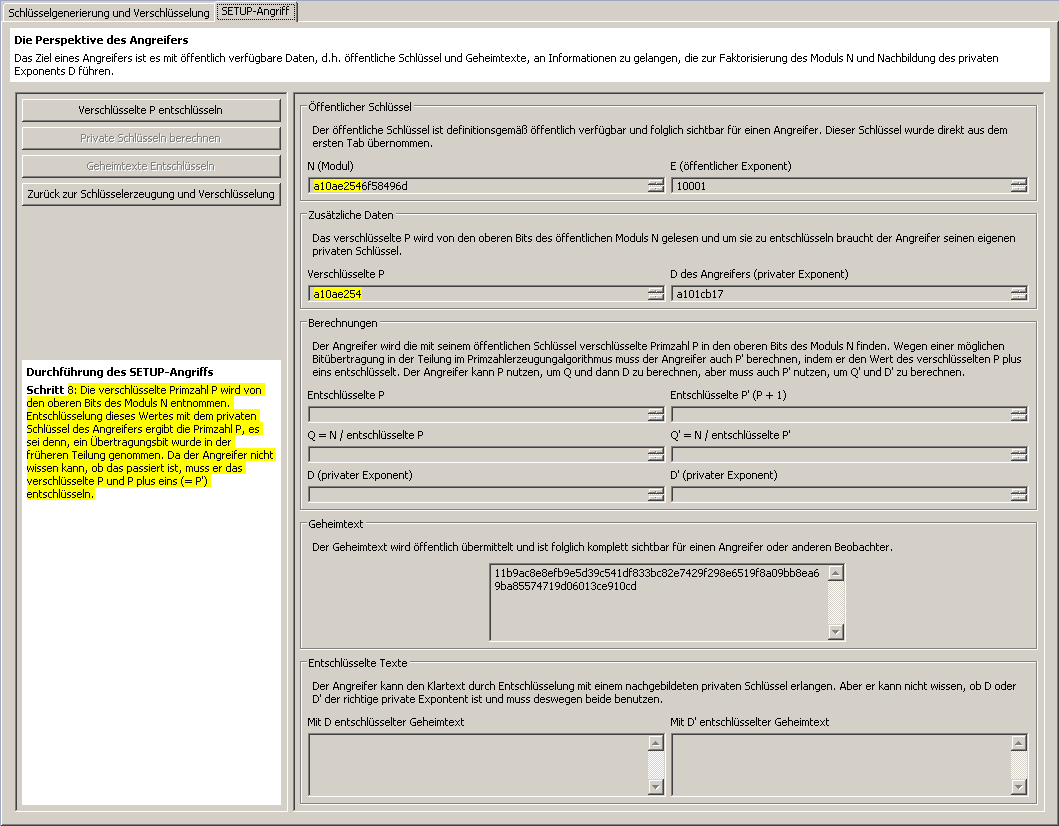 Schlüsselgenerierung und Verschlüsselung
SETUP-Angriff
Die Perspektive des Angreifers
Das Ziel eines Angreifers ist es mit öffentlich verfügbare Daten, d.h. öffentliche Schlüssel und Geheimtexte, an Informationen zu gelangen, die zur Faktorisierung des Moduls N und Nachbildung des privaten
Exponents D führen.
Verschlüsselte P entschlüsseln
Private Schlüsseln berechnen
Geheimtexte Entschlüsseln
Zurück zur Schlüsselerzeugung und Verschlüsselung
Durchführung des SETUP-Angriffs
Schritt 8: Die verschlüsselte Primzahl P wird von
den oberen Bits des Moduls N entnommen.
Entschlüsselung dieses Wertes mit dem privaten
Schlüssel des Angreifers ergibt die Primzahl P, es
sei denn, ein Übertragungsbit wurde in der
früheren Teilung genommen. Da der Angreifer nicht
wissen kann, ob das passiert ist, muss er das
verschlüsselte P und P plus eins (= P')
entschlüsseln.
Öffentlicher Schlüssel
Der öffentliche Schlüssel ist definitionsgemäß öffentlich verfügbar und folglich sichtbar für einen Angreifer. Dieser Schlüssel wurde direkt aus dem
ersten Tab übernommen.
N (Modul)
E (öffentlicher Exponent)
a10ae2546f58496d
10001
Zusätzliche Daten
Das verschlüsselte P wird von den oberen Bits des öffentlichen Moduls N gelesen und um sie zu entschlüsseln braucht der Angreifer seinen eigenen
privaten Schlüssel.
Verschlüsselte P
D des Angreifers (privater Exponent)
a10ae254
a101cb17
Berechnungen
Der Angreifer wird die mit seinem öffentlichen Schlüssel verschlüsselte Primzahl P in den oberen Bits des Moduls N finden. Wegen einer möglichen
Bitübertragung in der Teilung im Primzahlerzeugungalgorithmus muss der Angreifer auch P' berechnen, indem er den Wert des verschlüsselten P plus
eins entschlüsselt. Der Angreifer kann P nutzen, um Q und dann D zu berechnen, aber muss auch P' nutzen, um Q' und D' zu berechnen.
Entschlüsselte P
Entschlüsselte P' (P + 1)
Q = N / entschlüsselte P
Q' = N / entschlüsselte P'
D (privater Exponent)
D' (privater Exponent)
Geheimtext
Der Geheimtext wird öffentlich übermittelt und ist folglich komplett sichtbar für einen Angreifer oder anderen Beobachter.
11b9ac8e8efb9e5d39c541df833bc82e7429f298e6519f8a09bb8ea6
9ba85574719d06013ce910cd
Entschlüsselte Texte
Der Angreifer kann den Klartext durch Entschlüsselung mit einem nachgebildeten privaten Schlüssel erlangen. Aber er kann nicht wissen, ob D oder
D' der richtige private Expontent ist und muss deswegen beide benutzen.
Mit D entschlüsselter Geheimtext
Mit D' entschlüsselter Geheimtext